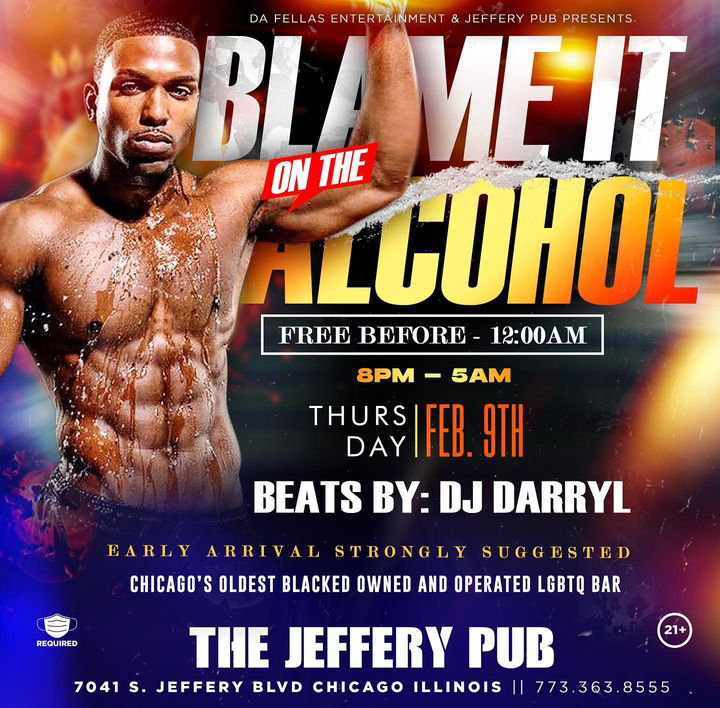 DA FELLAS ENTERTAINMENT & JEFFERY PUB PRESENTS
BLAME IT
ON THE
ALCOHOL
FREE BEFORE - 12:00AM
8PM – 5AM
THURS
DAY
FEB. 9TH
BEATS BY: DJ DARRYL
EARLY ARRIVAL STRONGLY SUGGESTED
CHICAGO'S OLDEST BLACKED OWNED AND OPERATED LGBTQ BAR
REQUIRED
THE JEFFERY PUB
21+
7041 S. JEFFERY BLVD CHICAGO ILLINOIS || 773.363.8555